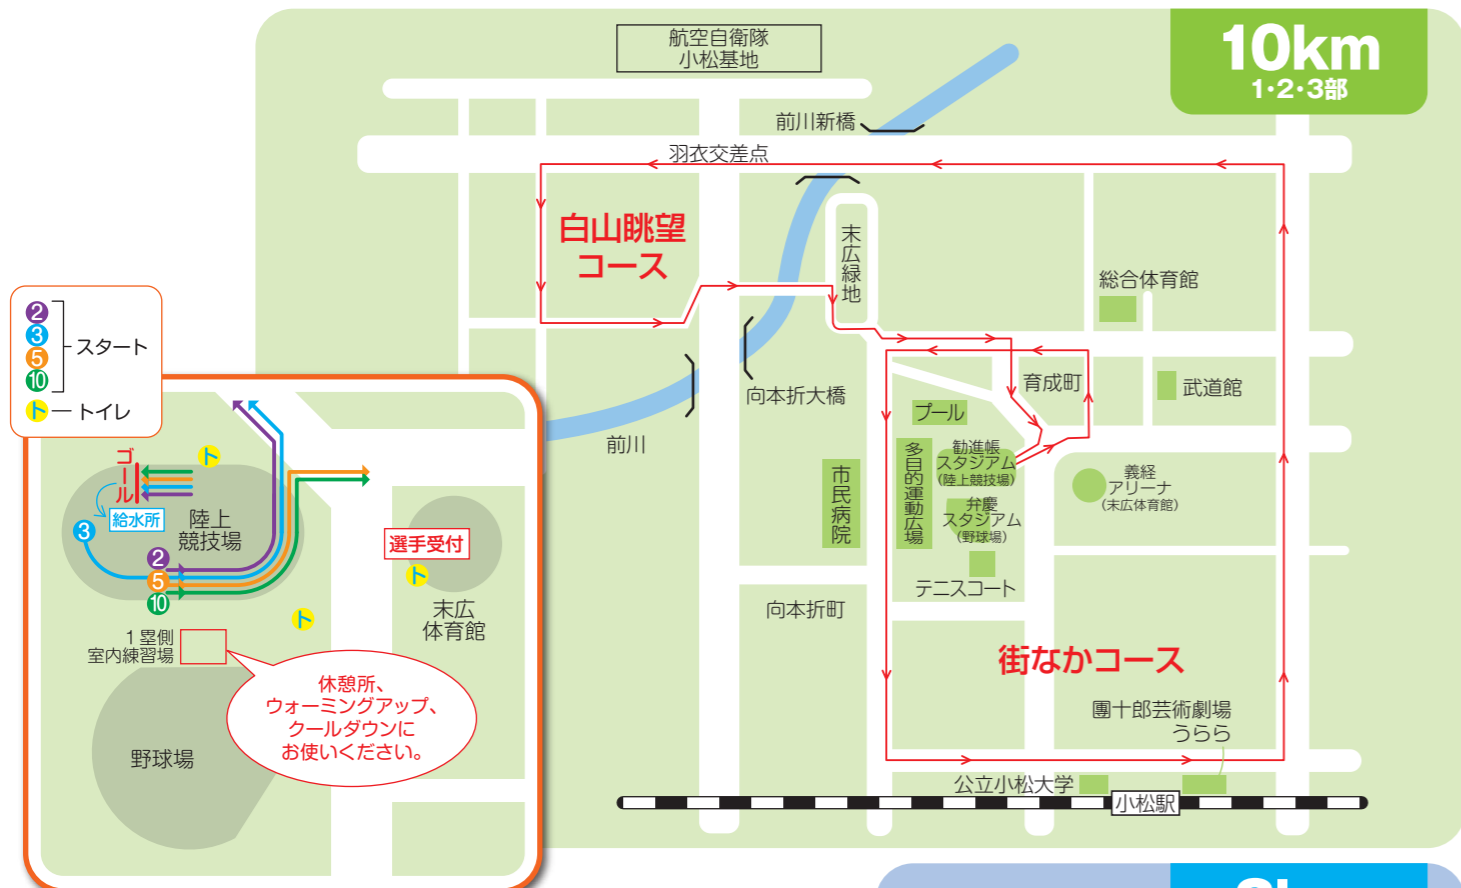 10km
1・2・3部
航空自衛隊
小松基地
前川新橋
羽衣交差点
白山眺望
コース
末広緑地
総合体育館
武道館
育成町
向本折大橋
前川
プール
多目的運動広場
勧進帳
スタジアム
(陸上競技場)
弁慶
スタジアム
(野球場)
市民病院
義経
アリーナ
(末広体育館)
テニスコート
向本折町
街なかコース
團十郎芸術劇場
うらら
公立小松大学
小松駅
2
3
5
10
スタート
ト
トイレ
ゴール
ト
給水所
3
陸上
競技場
2
5
10
選手受付
ト
末広
体育館
ト
1塁側
室内練習場
休憩所、
ウォーミングアップ、
クールダウンに
お使いください。
野球場